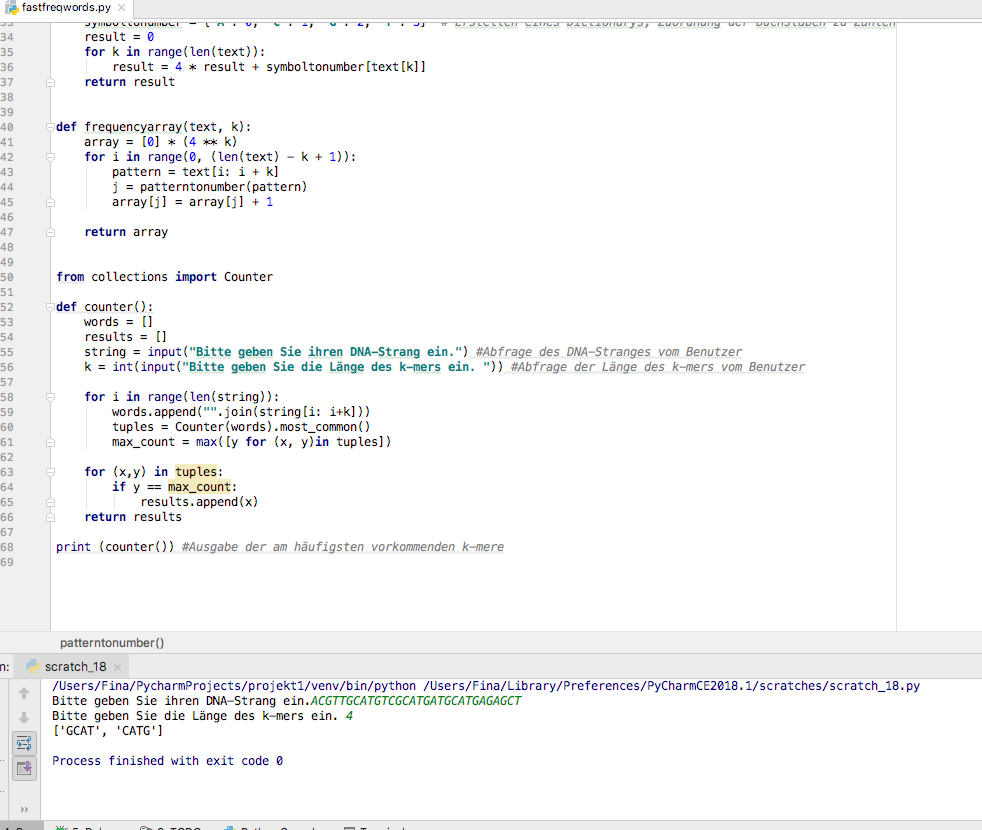 fastfreqwords.py
33 symboltonumber = {'A': 0, 'C': 1, 'G': 2, 'T': 3} # Erstellen eines Dictionarys, Zuordnung der Buchstaben zu Zahlen
34 result = 0
35 for k in range(len(text)):
36 result = 4 * result + symboltonumber[text[k]]
37 return result
38
39
40 def frequencyarray(text, k):
41 array = [0] * (4 ** k)
42 for i in range(0, (len(text) - k + 1)):
43 pattern = text[i: i + k]
44 j = patterntonumber(pattern)
45 array[j] = array[j] + 1
46
47 return array
48
49
50 from collections import Counter
51
52 def counter():
53 words = []
54 results = []
55 string = input("Bitte geben Sie ihren DNA-Strang ein.") #Abfrage des DNA-Stranges vom Benutzer
56 k = int(input("Bitte geben Sie die Länge des k-mers ein. ")) #Abfrage der Länge des k-mers vom Benutzer
57
58 for i in range(len(string)):
59 words.append("".join(string[i: i+k]))
60 tuples = Counter(words).most_common()
61 max_count = max([y for (x, y)in tuples])
62
63 for (x,y) in tuples:
64 if y == max_count:
65 results.append(x)
66 return results
67
68 print (counter()) #Ausgabe der am häufigsten vorkommenden k-mere
69
patterntonumber()
n: scratch_18
/Users/Fina/PycharmProjects/projekt1/venv/bin/python /Users/Fina/Library/Preferences/PyCharmCE2018.1/scratches/scratch_18.py
Bitte geben Sie ihren DNA-Strang ein.ACGTTGCATGTCGCATGATGCATGAGAGCT
Bitte geben Sie die Länge des k-mers ein. 4
['GCAT', 'CATG']
Process finished with exit code 0